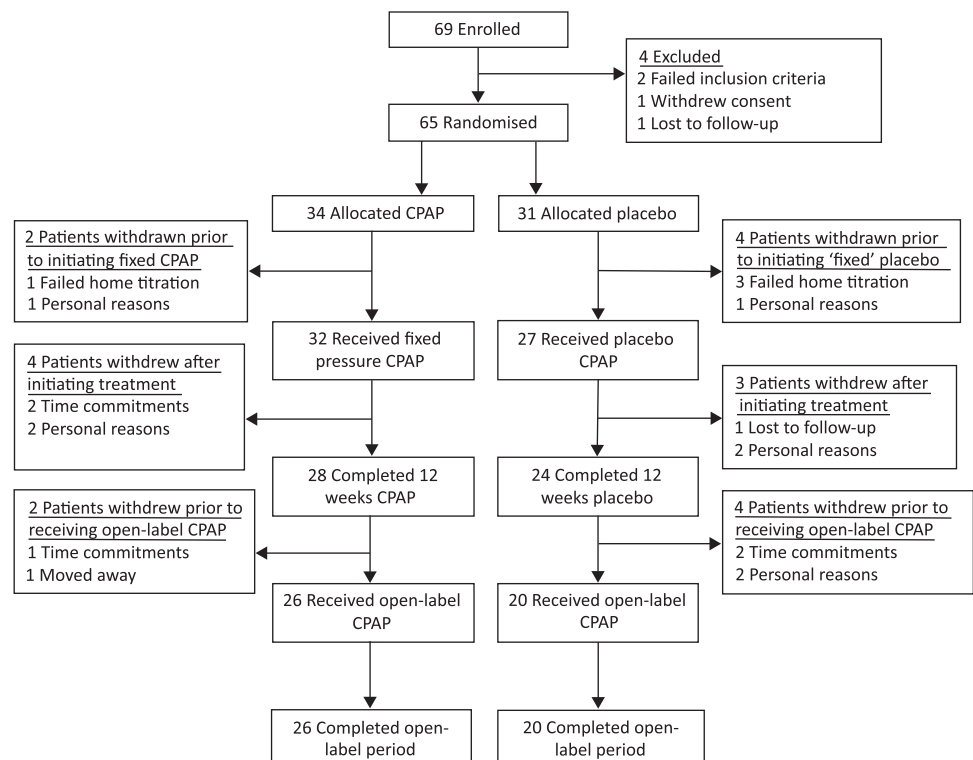 69 Enrolled
4 Excluded
2 Failed inclusion criteria
1 Withdrew consent
1 Lost to follow-up
65 Randomised
34 Allocated CPAP
31 Allocated placebo
2 Patients withdrawn prior
to initiating fixed CPAP
1 Failed home titration
1 Personal reasons
4 Patients withdrawn prior
to initiating ‘fixed’ placebo
3 Failed home titration
1 Personal reasons
32 Received fixed
pressure CPAP
27 Received placebo
CPAP
4 Patients withdrew after
initiating treatment
2 Time commitments
2 Personal reasons
3 Patients withdrew after
initiating treatment
1 Lost to follow-up
2 Personal reasons
28 Completed 12
weeks CPAP
24 Completed 12
weeks placebo
2 Patients withdrew prior to
receiving open-label CPAP
1 Time commitments
1 Moved away
4 Patients withdrew prior to
receiving open-label CPAP
2 Time commitments
2 Personal reasons
26 Received open-label
CPAP
20 Received open-label
CPAP
26 Completed open-
label period
20 Completed open-
label period